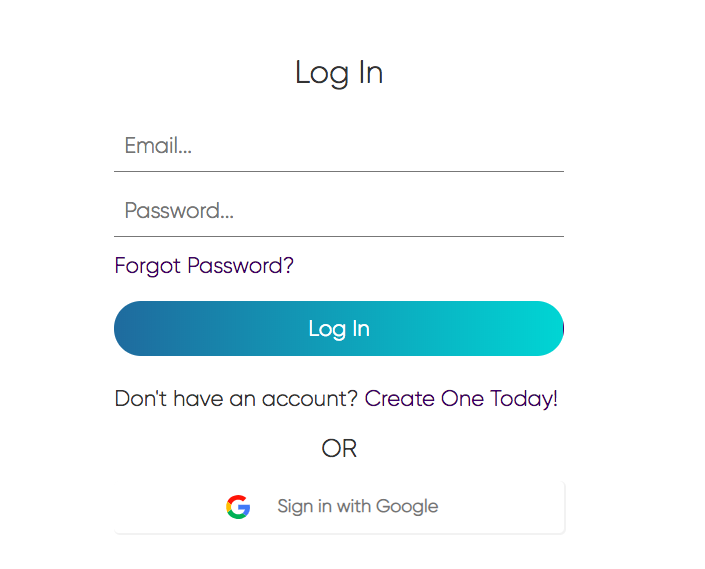 Log In
Email...
Password...
Forgot Password?
Log In
Don't have an account? Create One Today!
OR
Sign in with Google